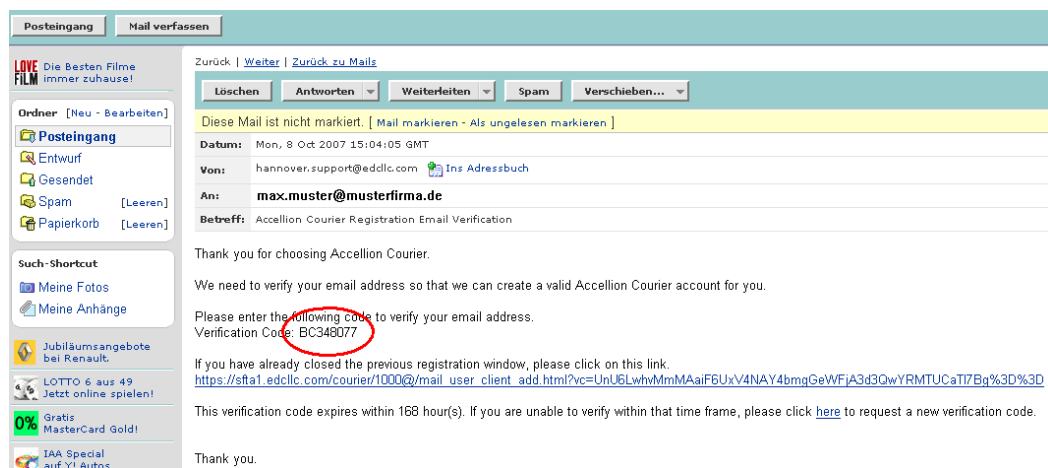 Posteingang Mail verfassen
LOVE FiLM Die Besten Filme
immer zuhause!
Ordner [Neu - Bearbeiten]
Posteingang
Entwurf
Gesendet
Spam [Leeren]
Papierkorb [Leeren]
Such-Shortcut
Meine Fotos
Meine Anhänge
Jubiläumsangebote
bei Renault.
LOTTO 6 aus 49
Jetzt online spielen!
0% Gratis
MasterCard Gold!
IAA Special
auf Y! Autos
Zurück | Weiter | Zurück zu Mails
Löschen Antworten Weiterleiten Spam Verschieben...
Diese Mail ist nicht markiert. [ Mail markieren - Als ungelesen markieren ]
Datum: Mon, 8 Oct 2007 15:04:05 GMT
Von: hannover.support@edcllc.com Ins Adressbuch
An: max.muster@musterfirma.de
Betreff: Accellion Courier Registration Email Verification
Thank you for choosing Accellion Courier.
We need to verify your email address so that we can create a valid Accellion Courier account for you.
Please enter the following code to verify your email address.
Verification Code: BC348077
If you have already closed the previous registration window, please click on this link.
https://sfta1.edcllc.com/courier/1000@/mail_user_client_add.html?vc=UnU6LwhvMmMAaiF6UxV4NAY4bmgGeWFjA3d3QwYRMTUCaTl7Bg%3D%3D
This verification code expires within 168 hour(s). If you are unable to verify within that time frame, please click here to request a new verification code.
Thank you.